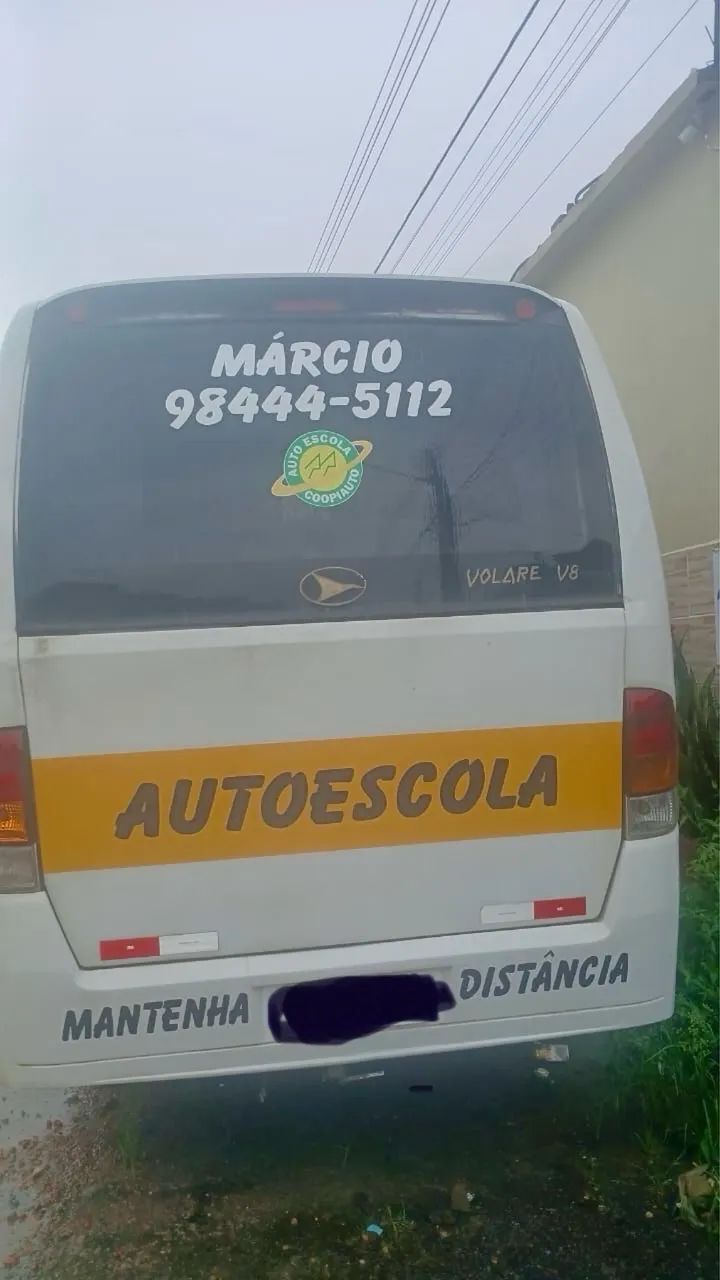 MÁRCIO
98444-5112
AUTO ESCOLA
COOPIAUTO
VOLARE V8
AUTOESCOLA
MANTENHA DISTÂNCIA